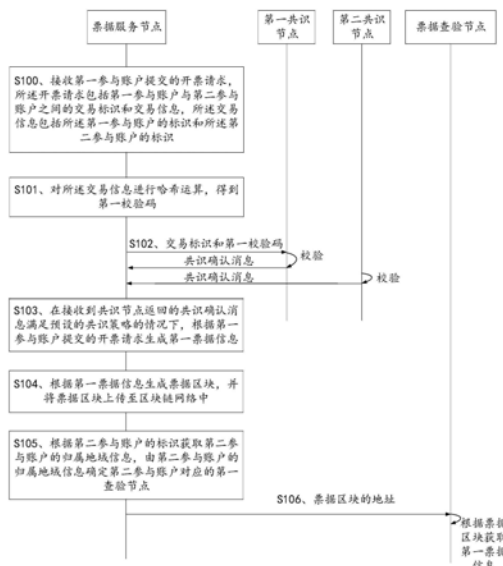 票据服务节点
第一共识
节点
第二共识
节点
票据查验节点
S100、接收第一参与账户提交的开票请求,
所述开票请求包括第一参与账户与第二参与
账户之间的交易标识和交易信息，所述交易
信息包括所述第一参与账户的标识和所述第
二参与账户的标识
S101、对所述交易信息进行哈希运算，得到
第一校验码
S102、交易标识和第一校验码
校验
共识确认消息
共识确认消息
校验
S103、在接收到共识节点返回的共识确认消
息满足预设的共识策略的情况下，根据第一
参与账户提交的开票请求生成第一票据信息
S104、根据第一票据信息生成票据区块，并
将票据区块上传至区块链网络中
S105、根据第二参与账户的标识获取第二参
与账户的归属地域信息，由第二参与账户的
归属地域信息确定第二参与账户对应的第一
查验节点
S106、票据区块的地址
根据票据
区块获取
第一票据
信息